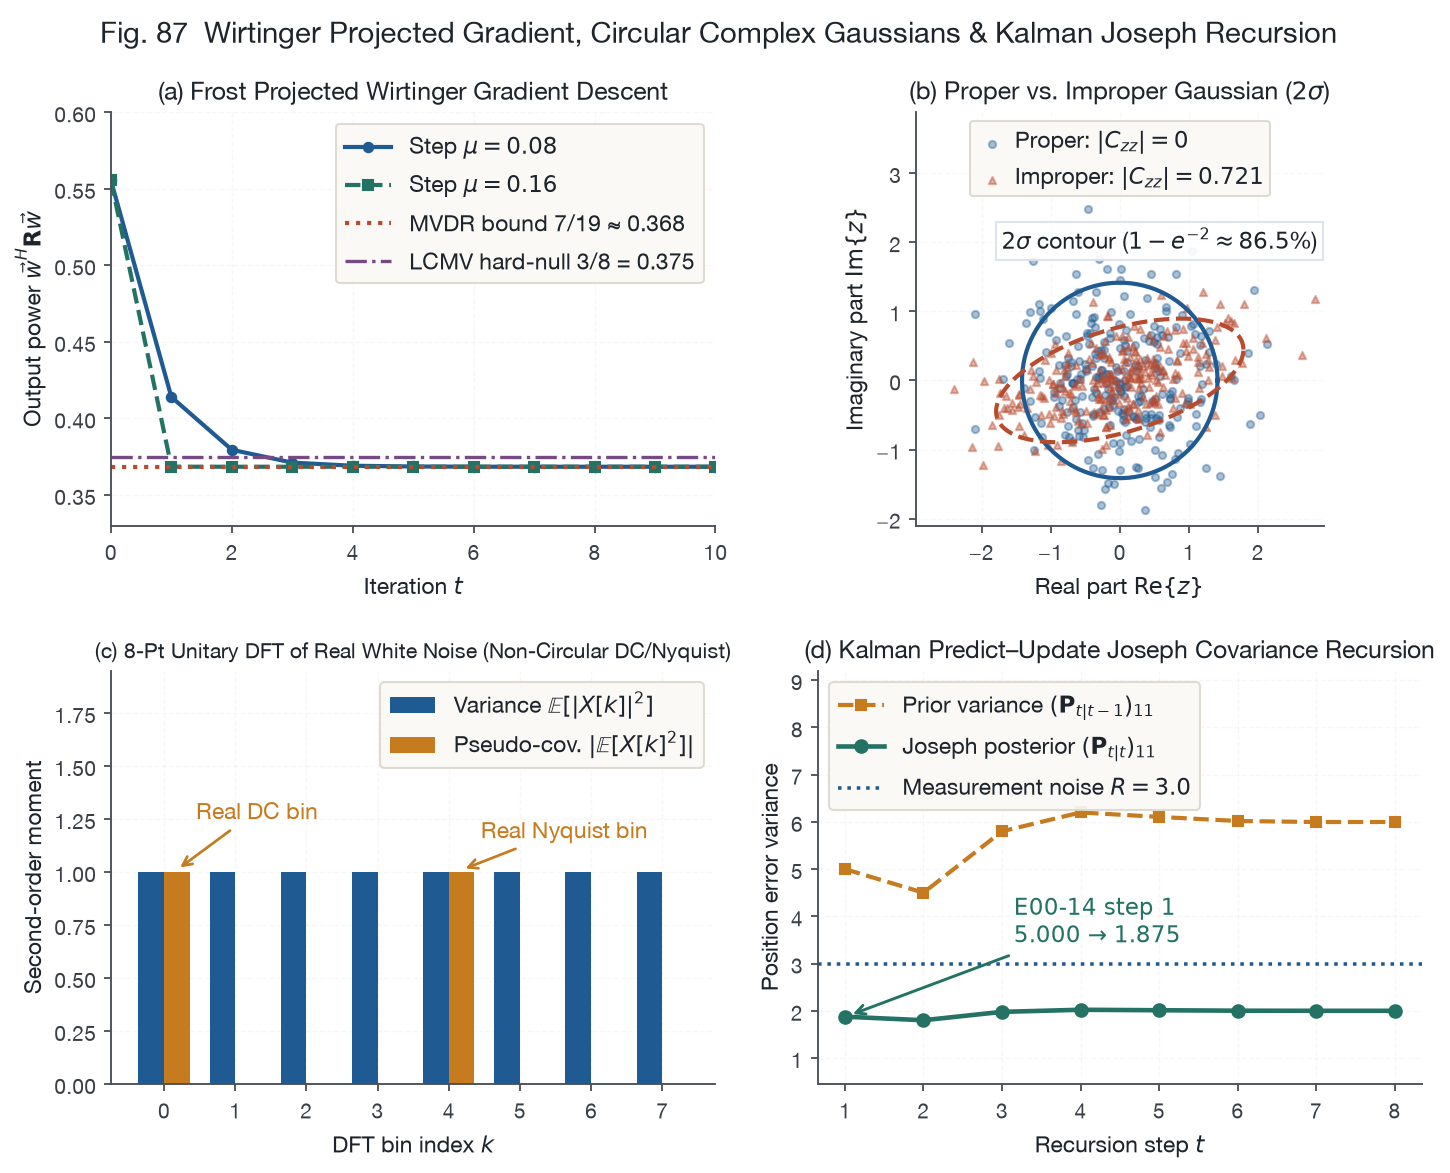 Fig. 87 Wirtinger Projected Gradient, Circular Complex Gaussians & Kalman Joseph Recursion
(a) Frost Projected Wirtinger Gradient Descent
Output power $\vec{w}^H \mathbf{R} \vec{w}$
0.60
0.55
0.50
0.45
0.40
0.35
Step μ = 0.08
Step μ = 0.16
MVDR bound 7/19 ≈ 0.368
LCMV hard-null 3/8 = 0.375
0 2 4 6 8 10
Iteration t
(b) Proper vs. Improper Gaussian (2σ)
Imaginary part Im{z}
3
2
1
0
−1
−2
Proper: |C_{zz}| = 0
Improper: |C_{zz}| = 0.721
2σ contour (1 − e^{−2} ≈ 86.5%)
−2 −1 0 1 2
Real part Re{z}
(c) 8-Pt Unitary DFT of Real White Noise (Non-Circular DC/Nyquist)
Second-order moment
1.75
1.50
1.25
1.00
0.75
0.50
0.25
0.00
Variance 𝔼[|X[k]|²]
Pseudo-cov. |𝔼[X[k]²]|
Real DC bin
Real Nyquist bin
0 1 2 3 4 5 6 7
DFT bin index k
(d) Kalman Predict–Update Joseph Covariance Recursion
Position error variance
9
8
7
6
5
4
3
2
1
Prior variance (𝐏_{t|t−1})₁₁
Joseph posterior (𝐏_{t|t})₁₁
Measurement noise R = 3.0
E00-14 step 1
5.000 → 1.875
1 2 3 4 5 6 7 8
Recursion step t